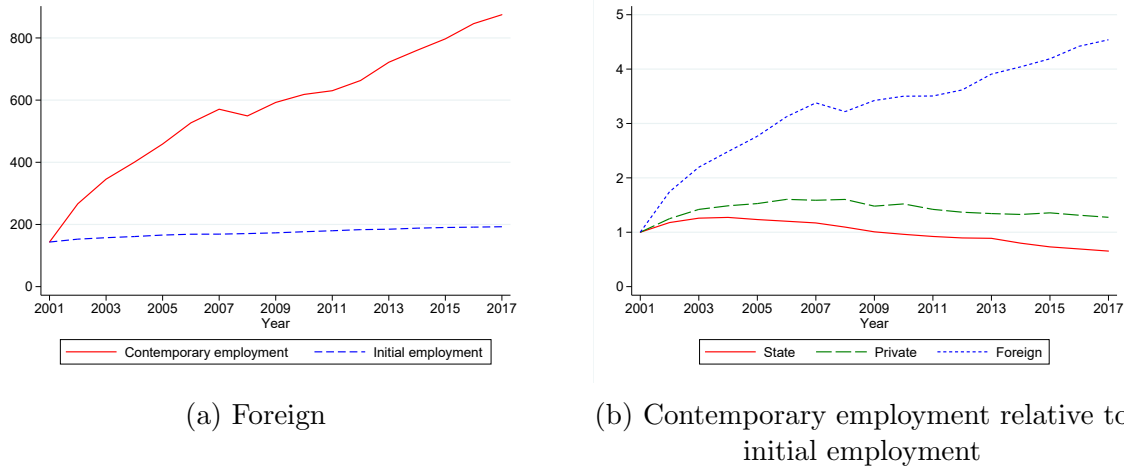 800
600
400
200
0
2001 2003 2005 2007 2009 2011 2013 2015 2017
Year
Contemporary employment Initial employment
(a) Foreign
5
4
3
2
1
0
2001 2003 2005 2007 2009 2011 2013 2015 2017
Year
State Private Foreign
(b) Contemporary employment relative to
initial employment